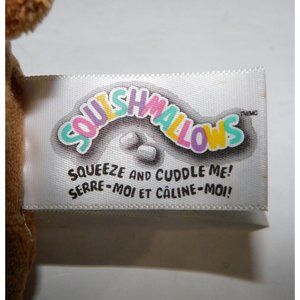 SQUISHMALLOWS
SQUEEZE AND CUDDLE ME!
SERRE-MOI ET CÂLINE-MOI!